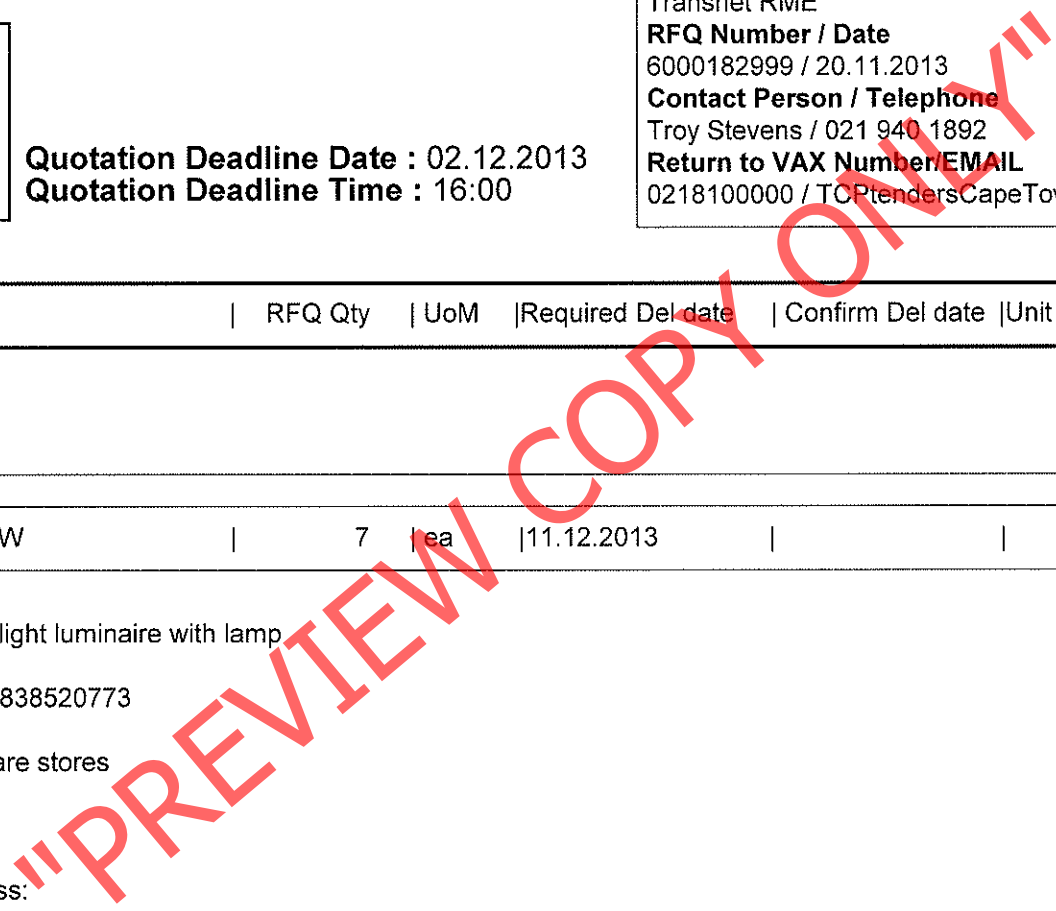 Transnet RME
RFQ Number / Date
6000182999 / 20.11.2013
Contact Person / Telephone
Troy Stevens / 021 940 1892
Return to VAX Number/EMAIL
0218100000 / TCPtendersCapeTow
Quotation Deadline Date : 02.12.2013
Quotation Deadline Time : 16:00
| RFQ Qty | UoM |Required Del date | Confirm Del date |Unit
W | 7 | ea |11.12.2013 | |
light luminaire with lamp
838520773
are stores
ss:
"PREVIEW COPY ONLY"